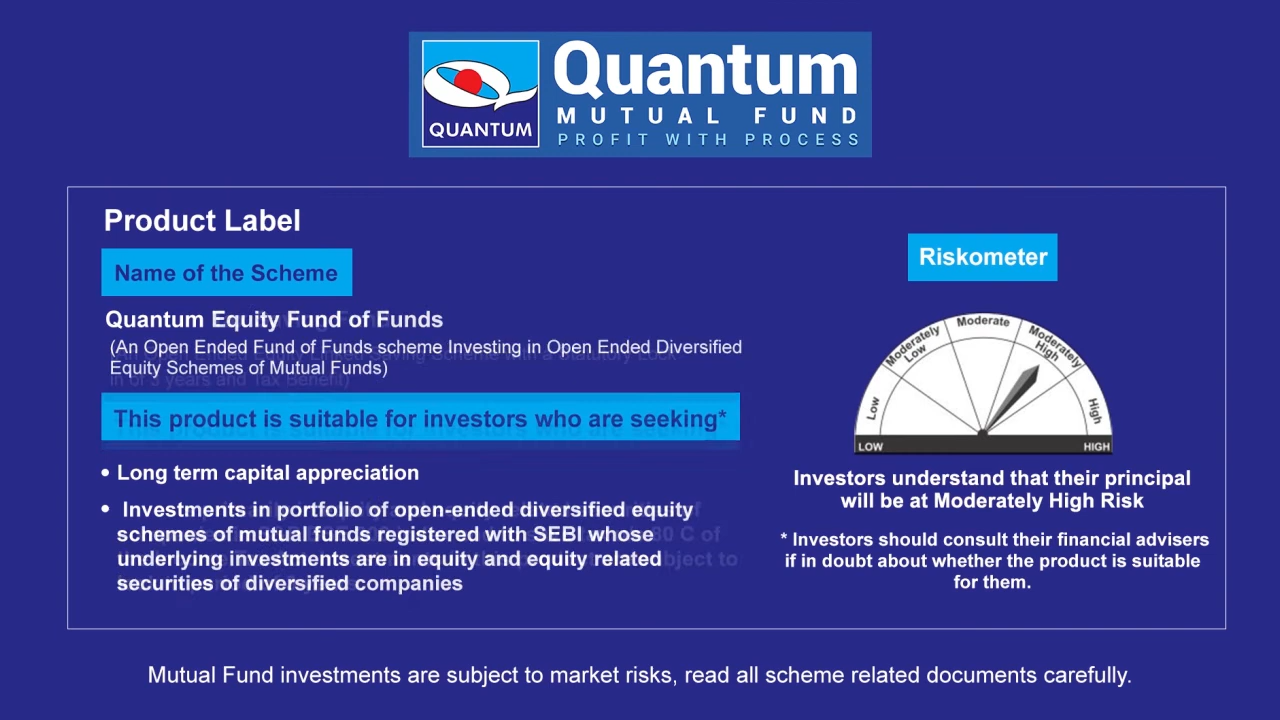 QUANTUM
Quantum
MUTUAL FUND
PROFIT WITH PROCESS
Product Label
Name of the Scheme
Quantum Equity Fund of Funds
(An Open Ended Fund of Funds scheme Investing in Open Ended Diversified
Equity Schemes of Mutual Funds)
This product is suitable for investors who are seeking*
• Long term capital appreciation
• Investments in portfolio of open-ended diversified equity
schemes of mutual funds registered with SEBI whose
underlying investments are in equity and equity related
securities of diversified companies
Riskometer
Low
Moderately Low
Moderate
Moderately High
High
LOW
HIGH
Investors understand that their principal
will be at Moderately High Risk
* Investors should consult their financial advisers
if in doubt about whether the product is suitable
for them.
Mutual Fund investments are subject to market risks, read all scheme related documents carefully.